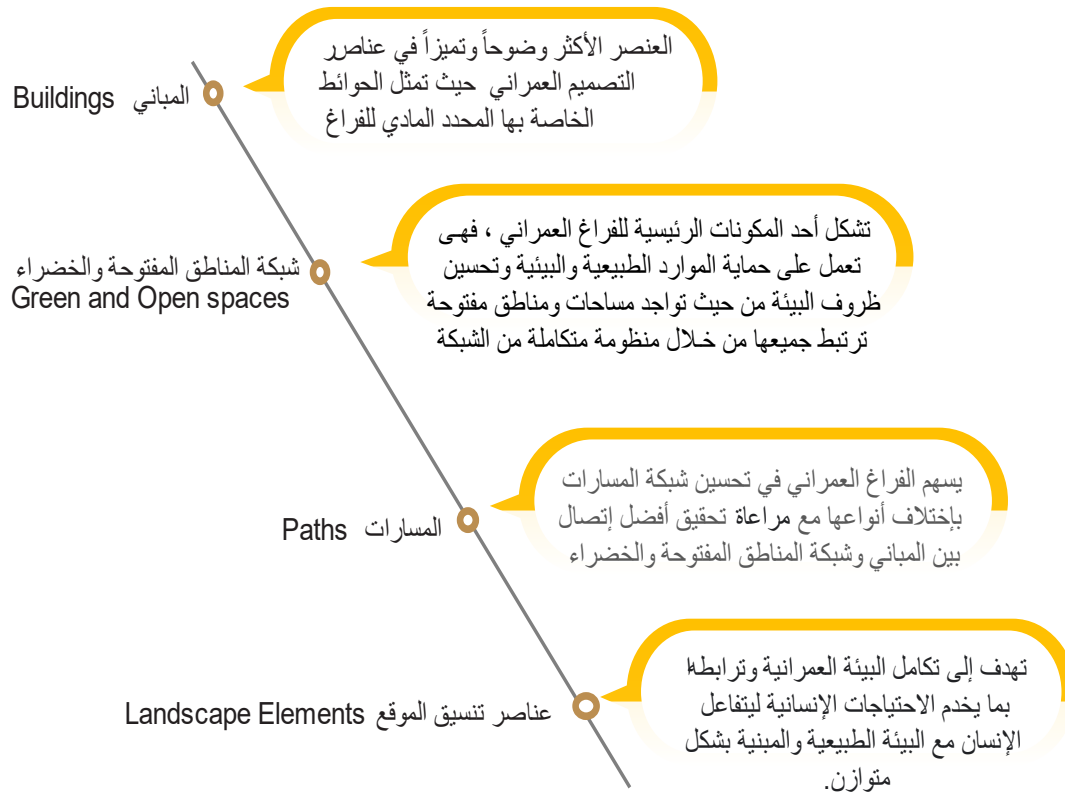 العنصر الأكثر وضوحاً وتميزاً في عناصر
التصميم العمراني حيث تمثل الحوائط
الخاصة بها المحدد المادي للفراغ
المباني Buildings
تشكل أحد المكونات الرئيسية للفراغ العمراني ، فهى
تعمل على حماية الموارد الطبيعية والبيئية وتحسين
ظروف البيئة من حيث تواجد مساحات ومناطق مفتوحة
ترتبط جميعها من خلال منظومة متكاملة من الشبكة
شبكة المناطق المفتوحة والخضراء
Green and Open spaces
يسهم الفراغ العمراني في تحسين شبكة المسارات
بإختلاف أنواعها مع مراعاة تحقيق أفضل إتصال
بين المباني وشبكة المناطق المفتوحة والخضراء
المسارات Paths
تهدف إلى تكامل البيئة العمرانية وترابطها
بما يخدم الاحتياجات الإنسانية ليتفاعل
الإنسان مع البيئة الطبيعية والمبنية بشكل
متوازن.
عناصر تنسيق الموقع Landscape Elements